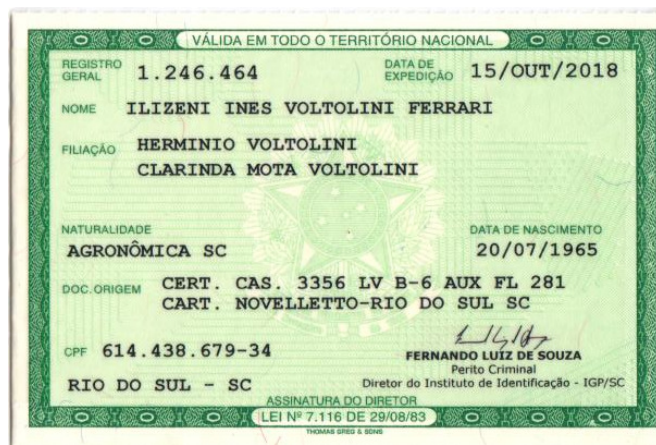 VÁLIDA EM TODO O TERRITÓRIO NACIONAL
REGISTRO GERAL 1.246.464 DATA DE EXPEDIÇÃO 15/OUT/2018
NOME ILIZENI INES VOLTOLINI FERRARI
FILIAÇÃO HERMINIO VOLTOLINI
CLARINDA MOTA VOLTOLINI
NATURALIDADE DATA DE NASCIMENTO
AGRONÔMICA SC 20/07/1965
DOC. ORIGEM CERT. CAS. 3356 LV B-6 AUX FL 281
CART. NOVELLETTO-RIO DO SUL SC
CPF 614.438.679-34
FERNANDO LUIZ DE SOUZA
Perito Criminal
RIO DO SUL - SC Diretor do Instituto de Identificação - IGP/SC
ASSINATURA DO DIRETOR
LEI Nº 7.116 DE 29/08/83
THOMAS GREG & SONS